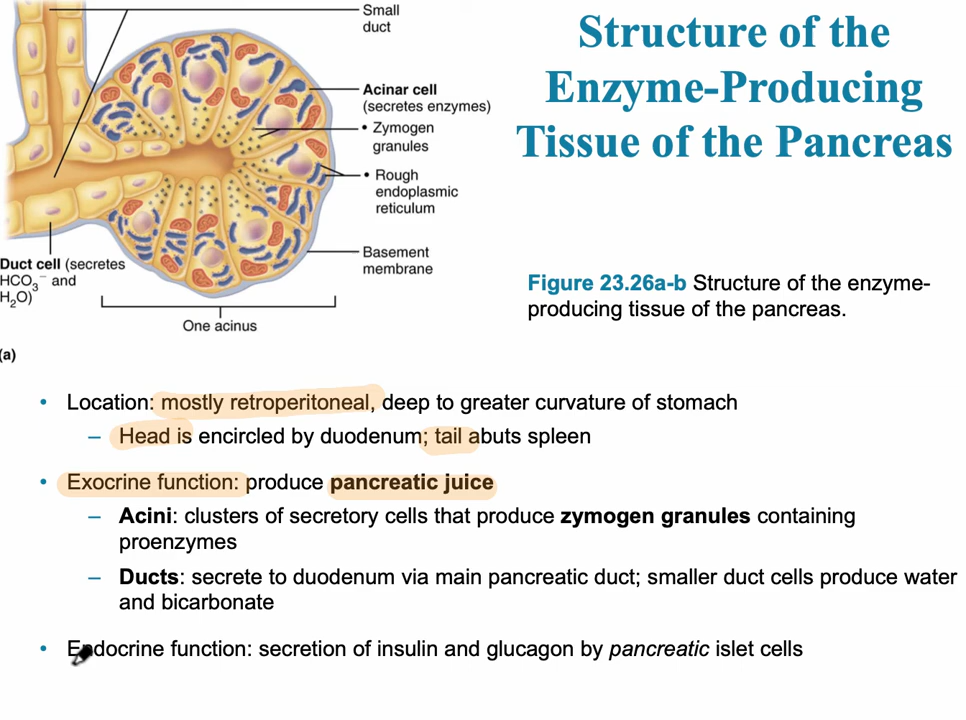 Small
duct
Acinar cell
(secretes enzymes)
• Zymogen
granules
• Rough
endoplasmic
reticulum
Basement
membrane
Duct cell (secretes
HCO₃⁻ and
H₂O)
One acinus
(a)
Structure of the
Enzyme-Producing
Tissue of the Pancreas
Figure 23.26a-b Structure of the enzyme-
producing tissue of the pancreas.
• Location: mostly retroperitoneal, deep to greater curvature of stomach
– Head is encircled by duodenum; tail abuts spleen
• Exocrine function: produce pancreatic juice
– Acini: clusters of secretory cells that produce zymogen granules containing
proenzymes
– Ducts: secrete to duodenum via main pancreatic duct; smaller duct cells produce water
and bicarbonate
• Endocrine function: secretion of insulin and glucagon by pancreatic islet cells